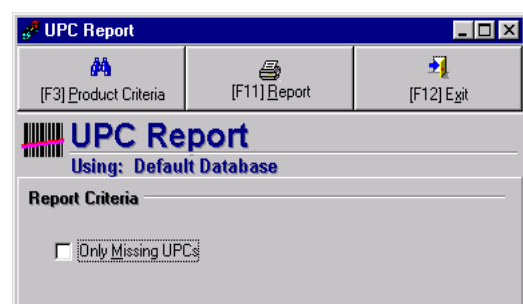 UPC Report
[F3] Product Criteria [F11] Report [F12] Exit
UPC Report
Using: Default Database
Report Criteria
Only Missing UPCs